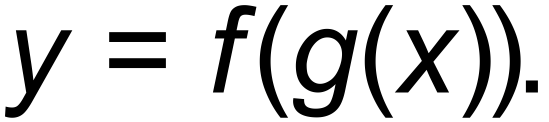 y = f(g(x)).